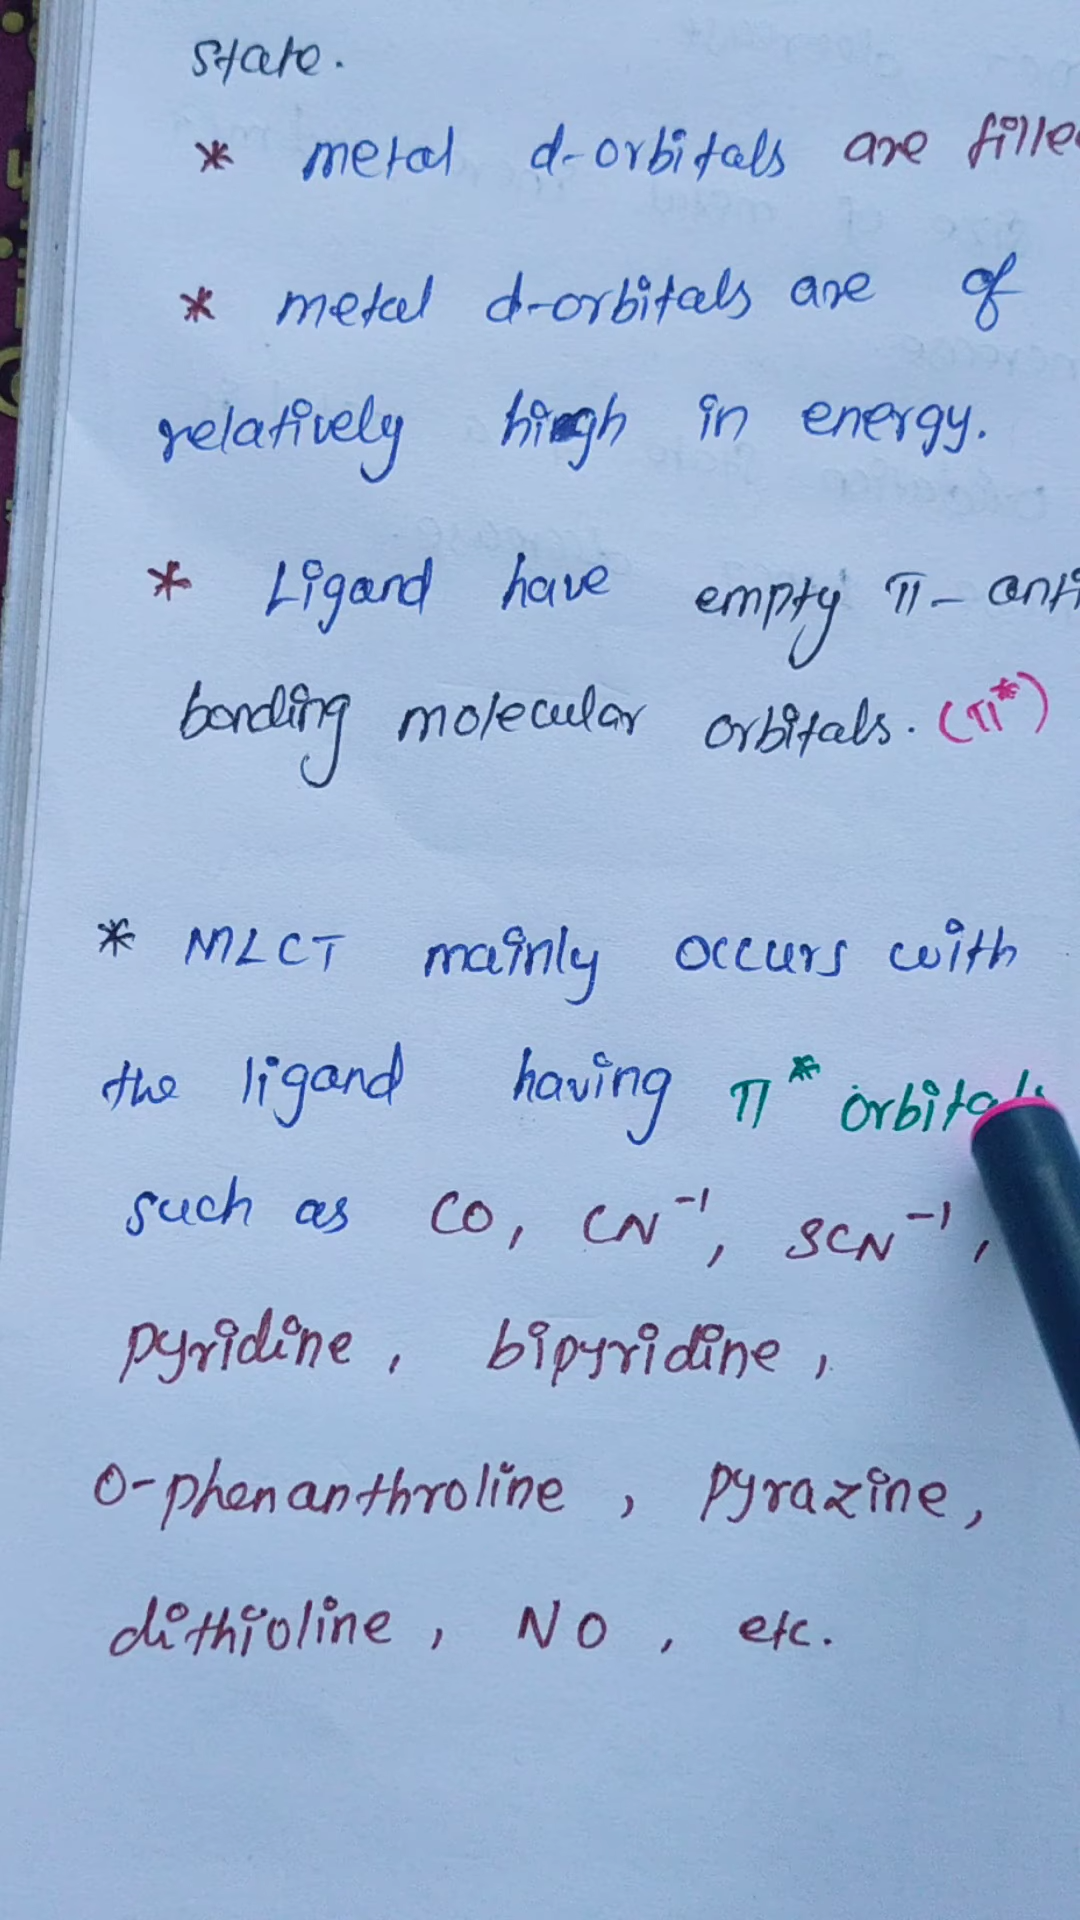 state.
* metal d-orbitals are fille
* metal d-orbitals are of
relatively high in energy.
* Ligand have empty π- anti
bonding molecular orbitals. (π*)
* MLCT mainly occurs with
the ligand having π* orbitals
such as CO, CN⁻¹, SCN⁻¹,
pyridine, bipyridine,
O-phenanthroline, pyrazine,
dithioline, NO, etc.